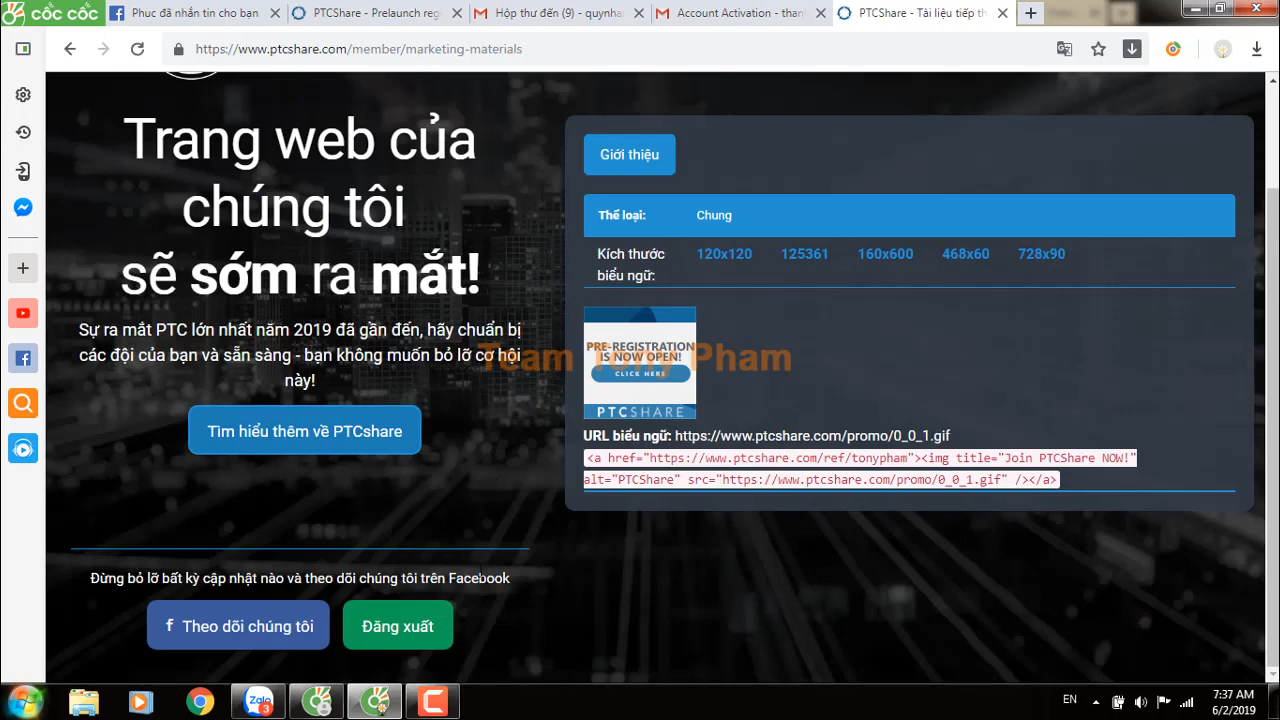 cốc cốc
Phuc đã nhắn tin cho bạn
PTCShare - Prelaunch reg
Hộp thư đến (9) - quynha
Account Activation - than
PTCShare - Tài liệu tiếp th
https://www.ptcshare.com/member/marketing-materials
Trang web của
chúng tôi
sẽ sớm ra mắt!
Sự ra mắt PTC lớn nhất năm 2019 đã gần đến, hãy chuẩn bị
các đội của bạn và sẵn sàng - bạn không muốn bỏ lỡ cơ hội
này!
Tìm hiểu thêm về PTCshare
Đừng bỏ lỡ bất kỳ cập nhật nào và theo dõi chúng tôi trên Facebook
f Theo dõi chúng tôi
Đăng xuất
Giới thiệu
Thể loại: Chung
Kích thước
biểu ngữ:
120x120 125361 160x600 468x60 728x90
PRE-REGISTRATION
IS NOW OPEN!
CLICK HERE
PTCSHARE
Team Tony Pham
URL biểu ngữ: https://www.ptcshare.com/promo/0_0_1.gif
<a href="https://www.ptcshare.com/ref/tonypham"><img title="Join PTCShare NOW!"
alt="PTCShare" src="https://www.ptcshare.com/promo/0_0_1.gif" /></a>
Zalo
3
EN
7:37 AM
6/2/2019